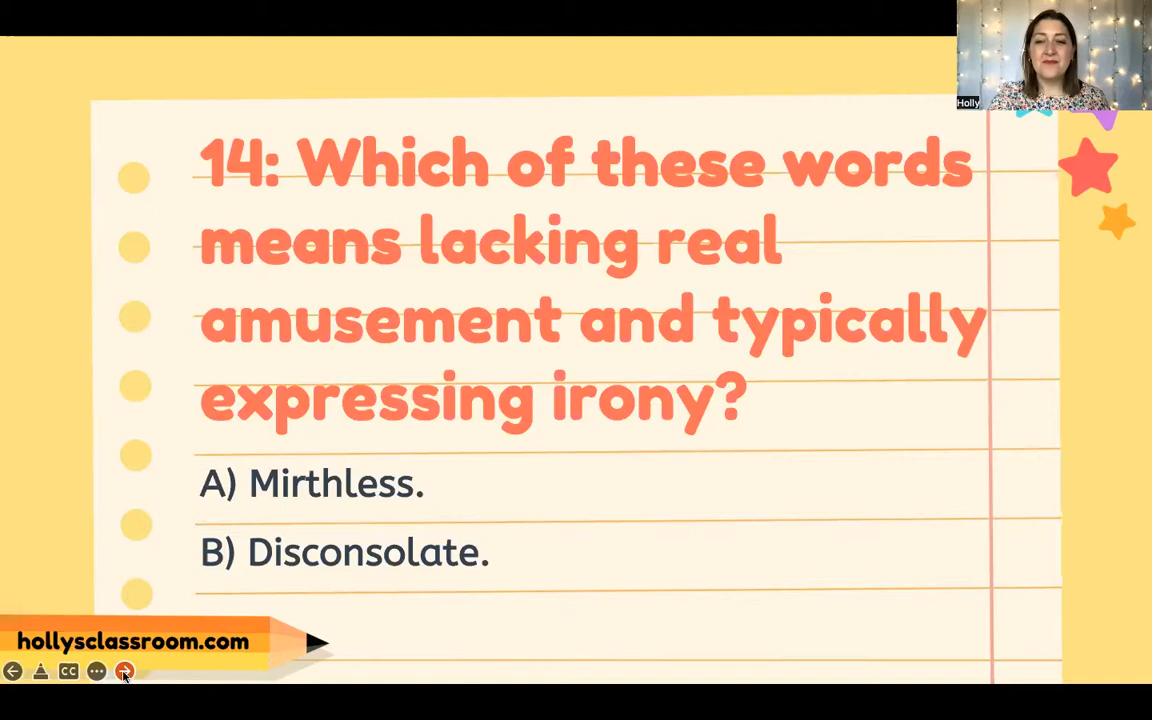 Holly
14: Which of these words
means lacking real
amusement and typically
expressing irony?
A) Mirthless.
B) Disconsolate.
hollysclassroom.com
CC